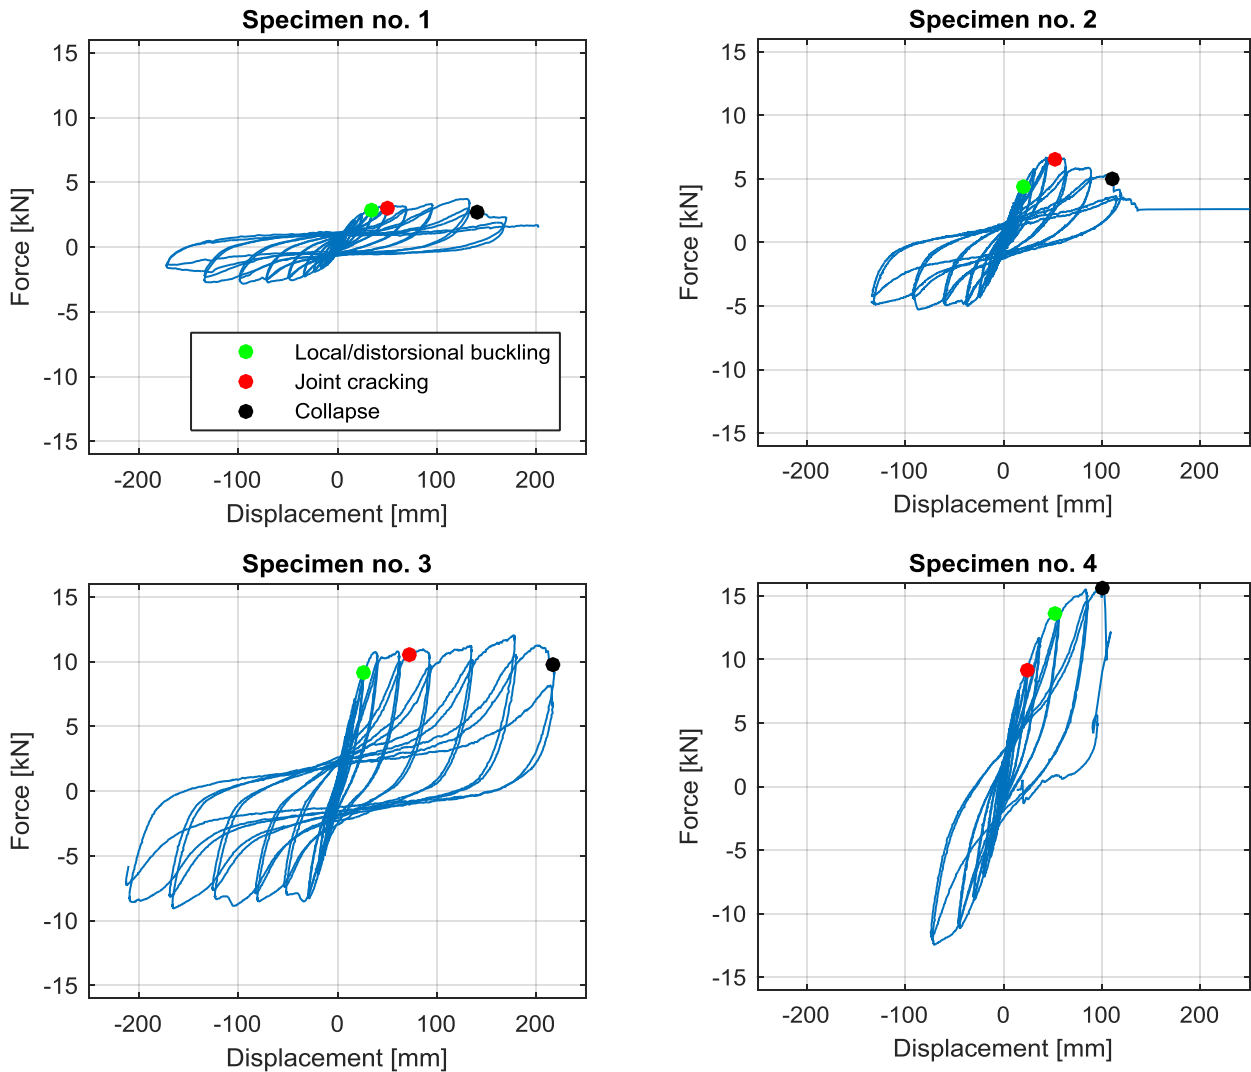 Specimen no. 1
15
10
5
0
-5
-10
-15
Force [kN]
-200 -100 0 100 200
Displacement [mm]
Local/distorsional buckling
Joint cracking
Collapse
Specimen no. 2
15
10
5
0
-5
-10
-15
Force [kN]
-200 -100 0 100 200
Displacement [mm]
Specimen no. 3
15
10
5
0
-5
-10
-15
Force [kN]
-200 -100 0 100 200
Displacement [mm]
Specimen no. 4
15
10
5
0
-5
-10
-15
Force [kN]
-200 -100 0 100 200
Displacement [mm]